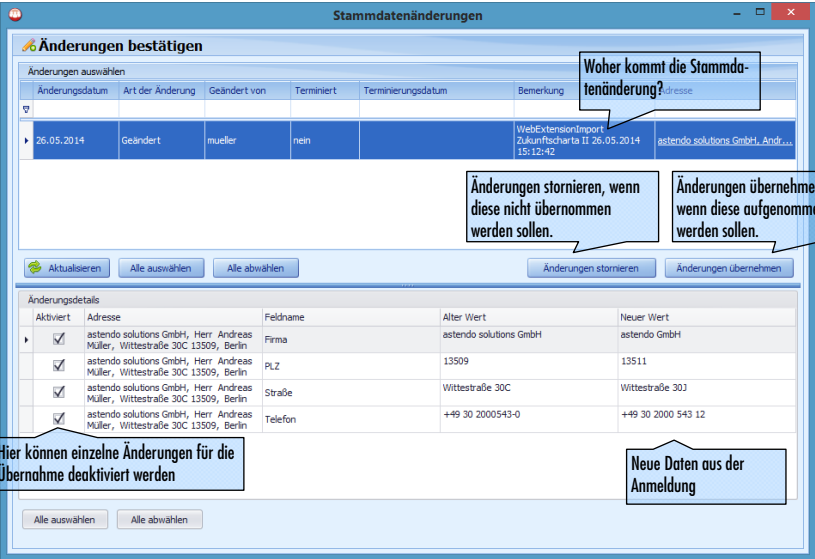 Stammdatenänderungen
Änderungen bestätigen
Änderungen auswählen
Woher kommt die Stammda-
tenänderung?
Änderungsdatum Art der Änderung Geändert von Terminiert Terminierungsdatum Bemerkung Adresse
26.05.2014 Geändert mueller nein WebExtensionImport
Zukunftscharta II 26.05.2014
15:12:42
astendo solutions GmbH, Andr...
Änderungen stornieren, wenn
diese nicht übernommen
werden sollen.
Änderungen übernehme
wenn diese aufgenomme
werden sollen.
Aktualisieren Alle auswählen Alle abwählen Änderungen stornieren Änderungen übernehmen
Änderungsdetails
Aktiviert Adresse Feldname Alter Wert Neuer Wert
astendo solutions GmbH, Herr Andreas
Müller, Wittestraße 30C 13509, Berlin
Firma astendo solutions GmbH astendo GmbH
astendo solutions GmbH, Herr Andreas
Müller, Wittestraße 30C 13509, Berlin
PLZ 13509 13511
astendo solutions GmbH, Herr Andreas
Müller, Wittestraße 30C 13509, Berlin
Straße Wittestraße 30C Wittestraße 30J
astendo solutions GmbH, Herr Andreas
Müller, Wittestraße 30C 13509, Berlin
Telefon +49 30 2000543-0 +49 30 2000 543 12
Hier können einzelne Änderungen für die
Übernahme deaktiviert werden
Neue Daten aus der
Anmeldung
Alle auswählen Alle abwählen